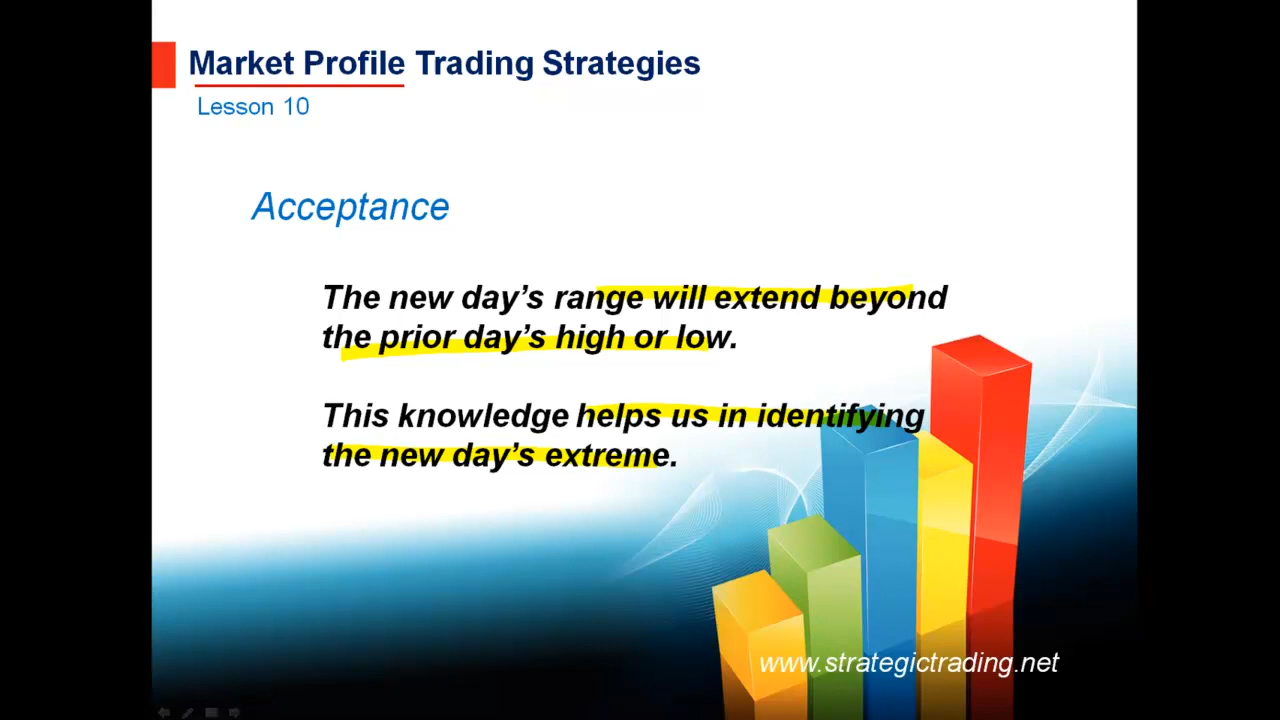 Market Profile Trading Strategies
Lesson 10
Acceptance
The new day’s range will extend beyond
the prior day’s high or low.
This knowledge helps us in identifying
the new day’s extreme.
www.strategictrading.net